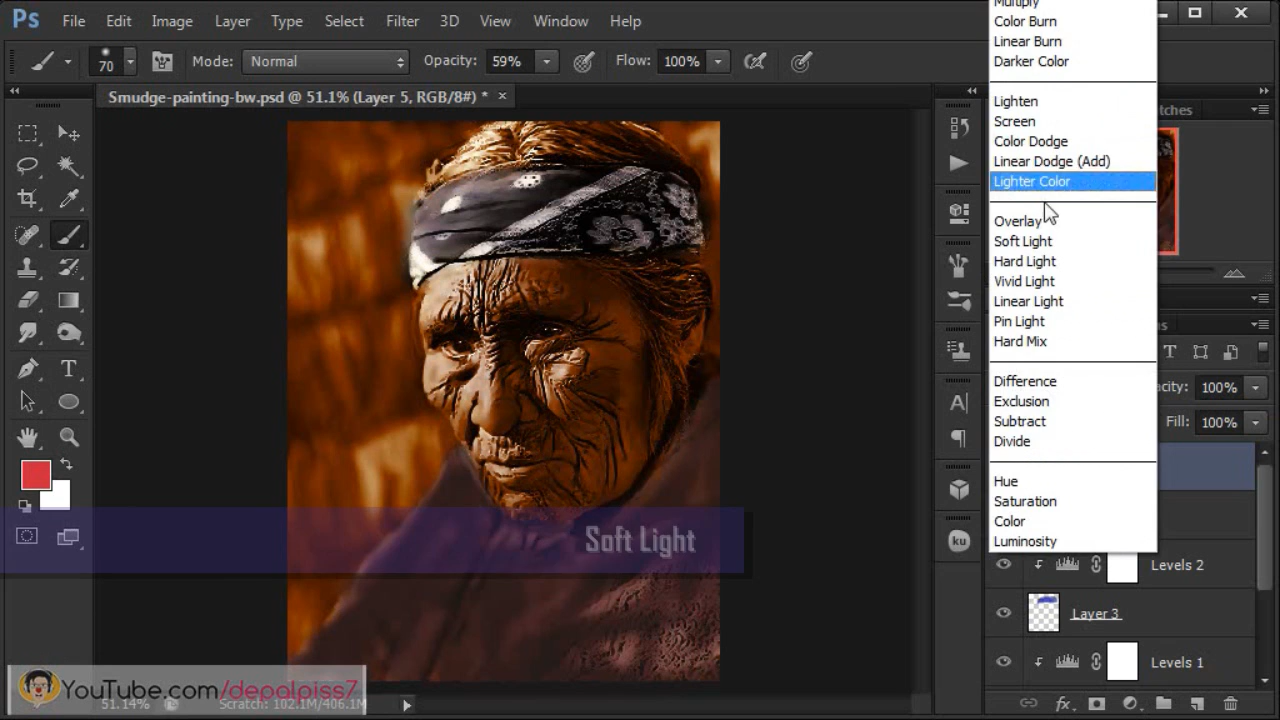 Ps File Edit Image Layer Type Select Filter 3D View Window Help
70 Mode: Normal Opacity: 59% Flow: 100%
Smudge-painting-bw.psd @ 51.1% (Layer 5, RGB/8#) *
Multiply
Color Burn
Linear Burn
Darker Color
Lighten
Screen
Color Dodge
Linear Dodge (Add)
Lighter Color
Overlay
Soft Light
Hard Light
Vivid Light
Linear Light
Pin Light
Hard Mix
Difference
Exclusion
Subtract
Divide
Hue
Saturation
Color
Luminosity
100%
Fill: 100%
Levels 2
Layer 3
Levels 1
Soft Light
ku
YouTube.com/depalpiss7
51.14% Scratch: 102.1M/406.1M